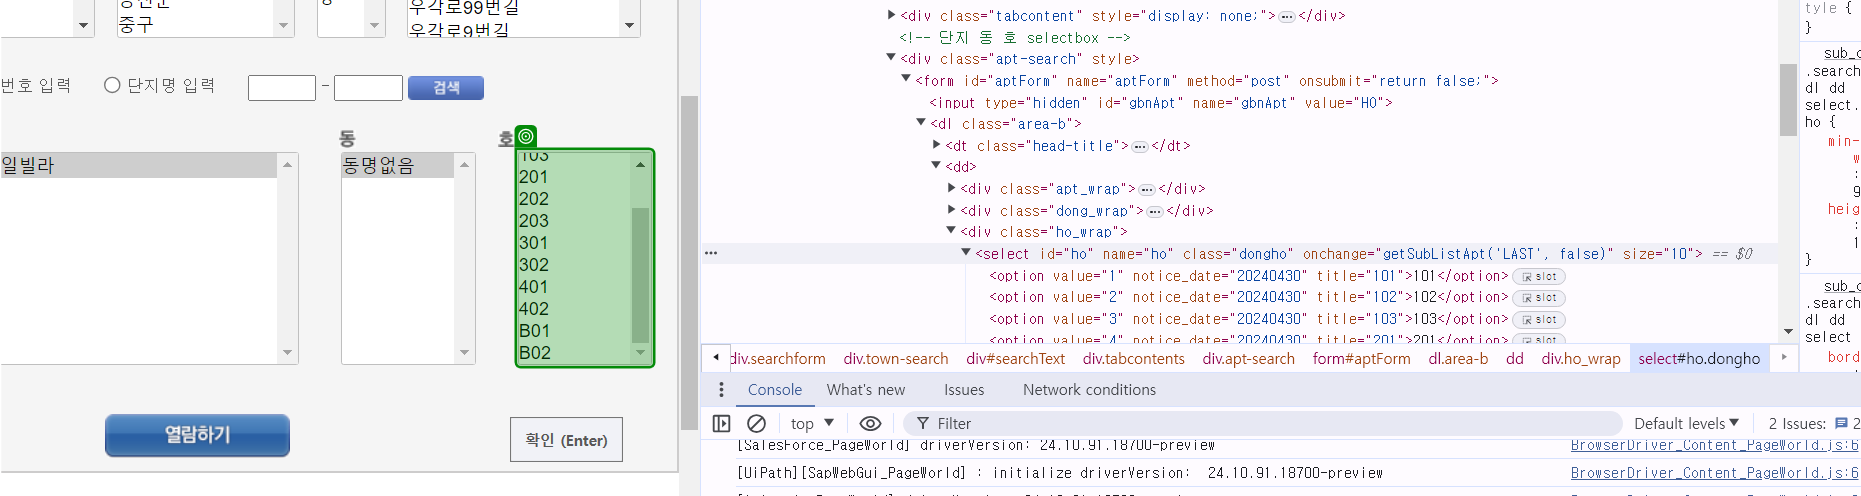 중구
우각로99번길
우각로9번길
번호 입력 단지명 입력 - 검색
동 호
일빌라
동명없음
103
201
202
203
301
302
401
402
B01
B02
열람하기
확인 (Enter)
<div class="tabcontent" style="display: none;">…</div>
<!-- 단지 동 호 selectbox -->
<div class="apt-search" style>
<form id="aptForm" name="aptForm" method="post" onsubmit="return false;">
<input type="hidden" id="gbnApt" name="gbnApt" value="HO">
<dl class="area-b">
<dt class="head-title">…</dt>
<dd>
<div class="apt_wrap">…</div>
<div class="dong_wrap">…</div>
<div class="ho_wrap">
… <select id="ho" name="ho" class="dongho" onchange="getSubListApt('LAST', false)" size="10"> == $0
<option value="1" notice_date="20240430" title="101">101</option> slot
<option value="2" notice_date="20240430" title="102">102</option> slot
<option value="3" notice_date="20240430" title="103">103</option> slot
<option value="4" notice_date="20240430" title="201">201</option> slot
div.searchform div.town-search div#searchText div.tabcontents div.apt-search form#aptForm dl.area-b dd div.ho_wrap select#ho.dongho
Console What's new Issues Network conditions
top Filter Default levels 2 Issues: 2
[SalesForce_PageWorld] driverVersion: 24.10.91.18700-preview BrowserDriver_Content_PageWorld.js:6
[UiPath][SapWebGui_PageWorld] : initialize driverVersion: 24.10.91.18700-preview BrowserDriver_Content_PageWorld.js:6
tyle {
}
sub_c
.search
dl dd
select.
ho {
min-
w
:
9
heig
:
1
}
sub_c
.search
dl dd
select
bord